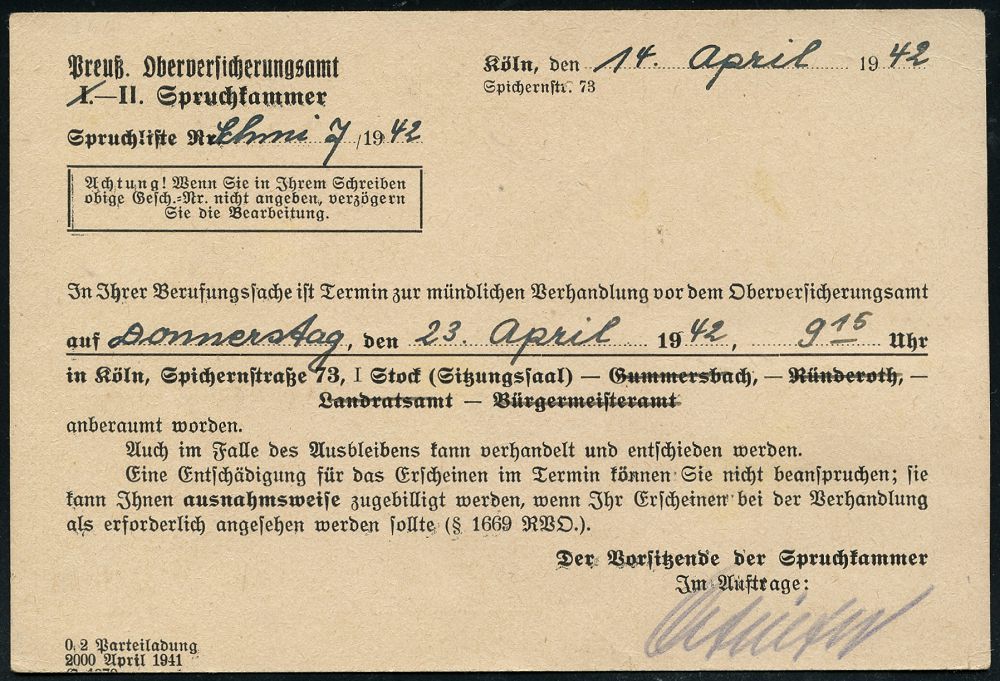 Preuß. Oberversicherungsamt
I.—II. Spruchkammer
Spruchliste Nr. Schmi 7/1942
Achtung! Wenn Sie in Ihrem Schreiben
obige Gesch.-Nr. nicht angeben, verzögern
Sie die Bearbeitung.
Köln, den 14. April 1942
Spichernstr. 73
In Ihrer Berufungssache ist Termin zur mündlichen Verhandlung vor dem Oberversicherungsamt
auf Donnerstag, den 23. April 1942, 9 15 Uhr
in Köln, Spichernstraße 73, I Stock (Sitzungssaal) — Gummersbach, — Ründeroth, —
Landratsamt — Bürgermeisteramt
anberaumt worden.
Auch im Falle des Ausbleibens kann verhandelt und entschieden werden.
Eine Entschädigung für das Erscheinen im Termin können Sie nicht beanspruchen; sie
kann Ihnen ausnahmsweise zugebilligt werden, wenn Ihr Erscheinen bei der Verhandlung
als erforderlich angesehen werden sollte (§ 1669 RVO.).
Der Vorsitzende der Spruchkammer
Im Auftrage:
O. 2 Parteiladung
2000 April 1941